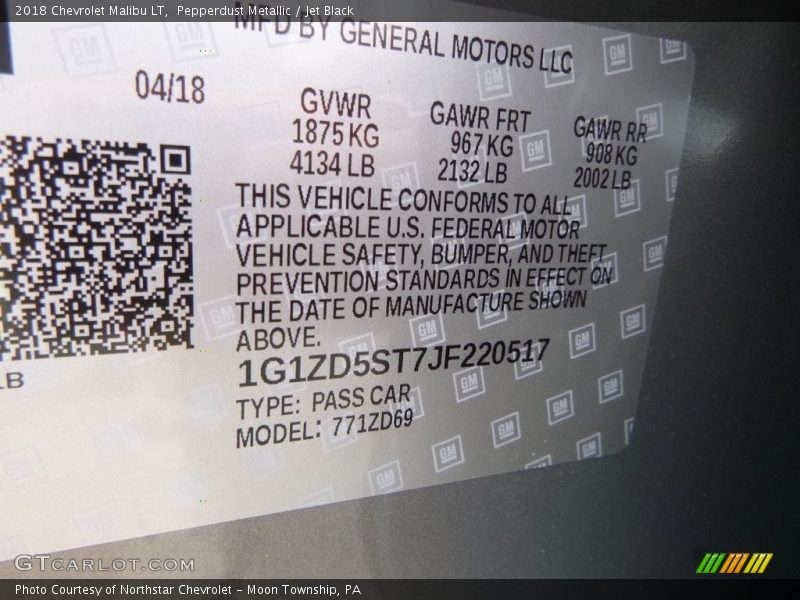 2018 Chevrolet Malibu LT, Pepperdust Metallic / Jet Black
MFD BY GENERAL MOTORS LLC
04/18
GVWR
1875 KG
4134 LB
GAWR FRT
967 KG
2132 LB
GAWR RR
908 KG
2002 LB
THIS VEHICLE CONFORMS TO ALL
APPLICABLE U.S. FEDERAL MOTOR
VEHICLE SAFETY, BUMPER, AND THEFT
PREVENTION STANDARDS IN EFFECT ON
THE DATE OF MANUFACTURE SHOWN
ABOVE.
1G1ZD5ST7JF220517
TYPE: PASS CAR
MODEL: 771ZD69
LB
GM
GTCARLOT.COM
Photo Courtesy of Northstar Chevrolet - Moon Township, PA